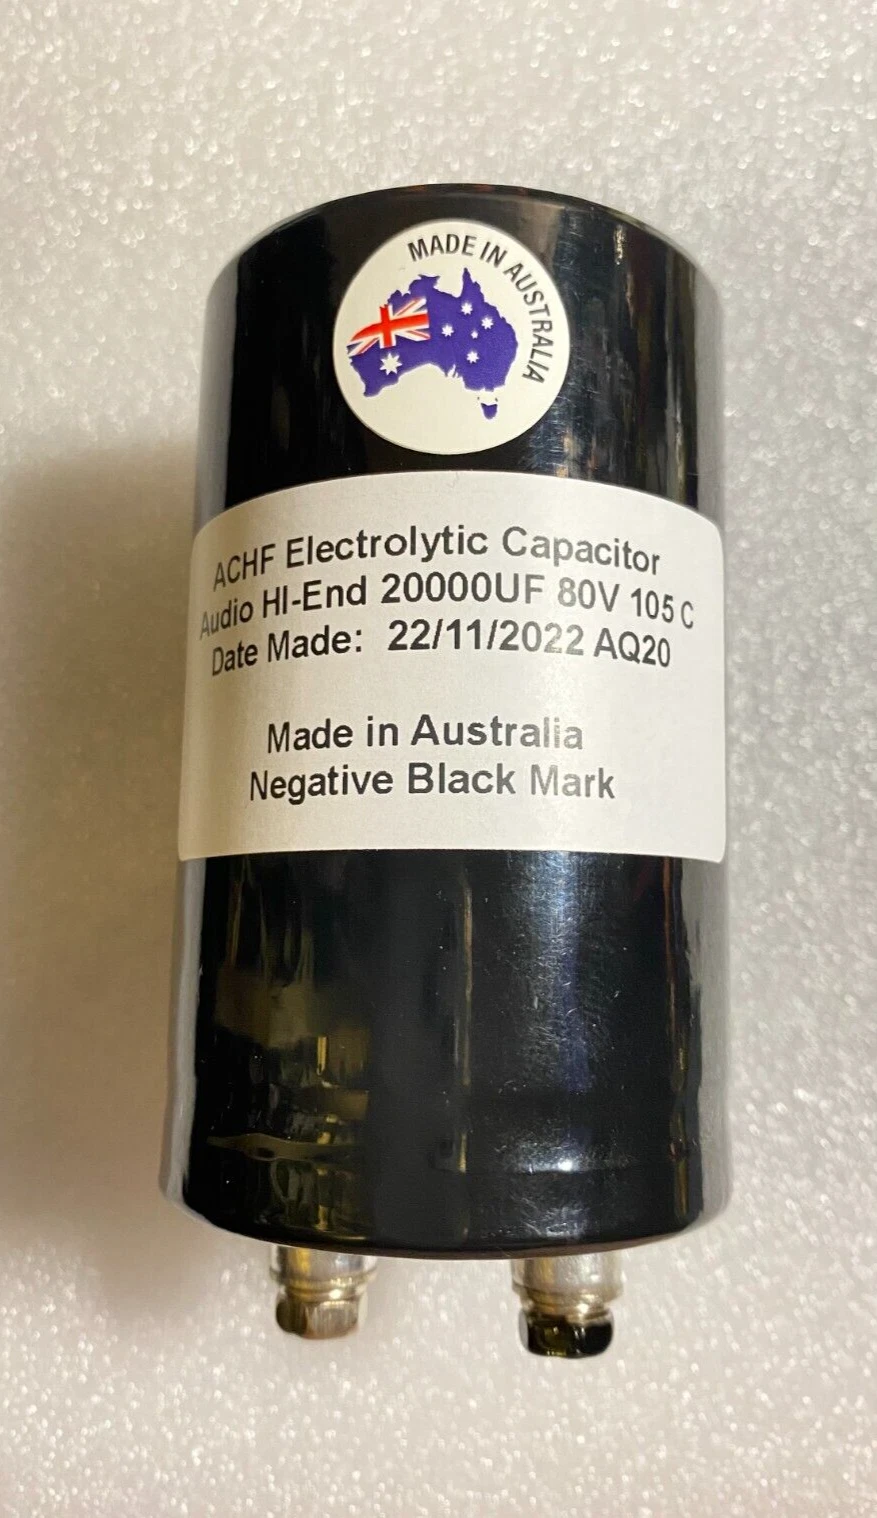 MADE IN AUSTRALIA
ACHF Electrolytic Capacitor
Audio HI-End 20000UF 80V 105 C
Date Made: 22/11/2022 AQ20
Made in Australia
Negative Black Mark